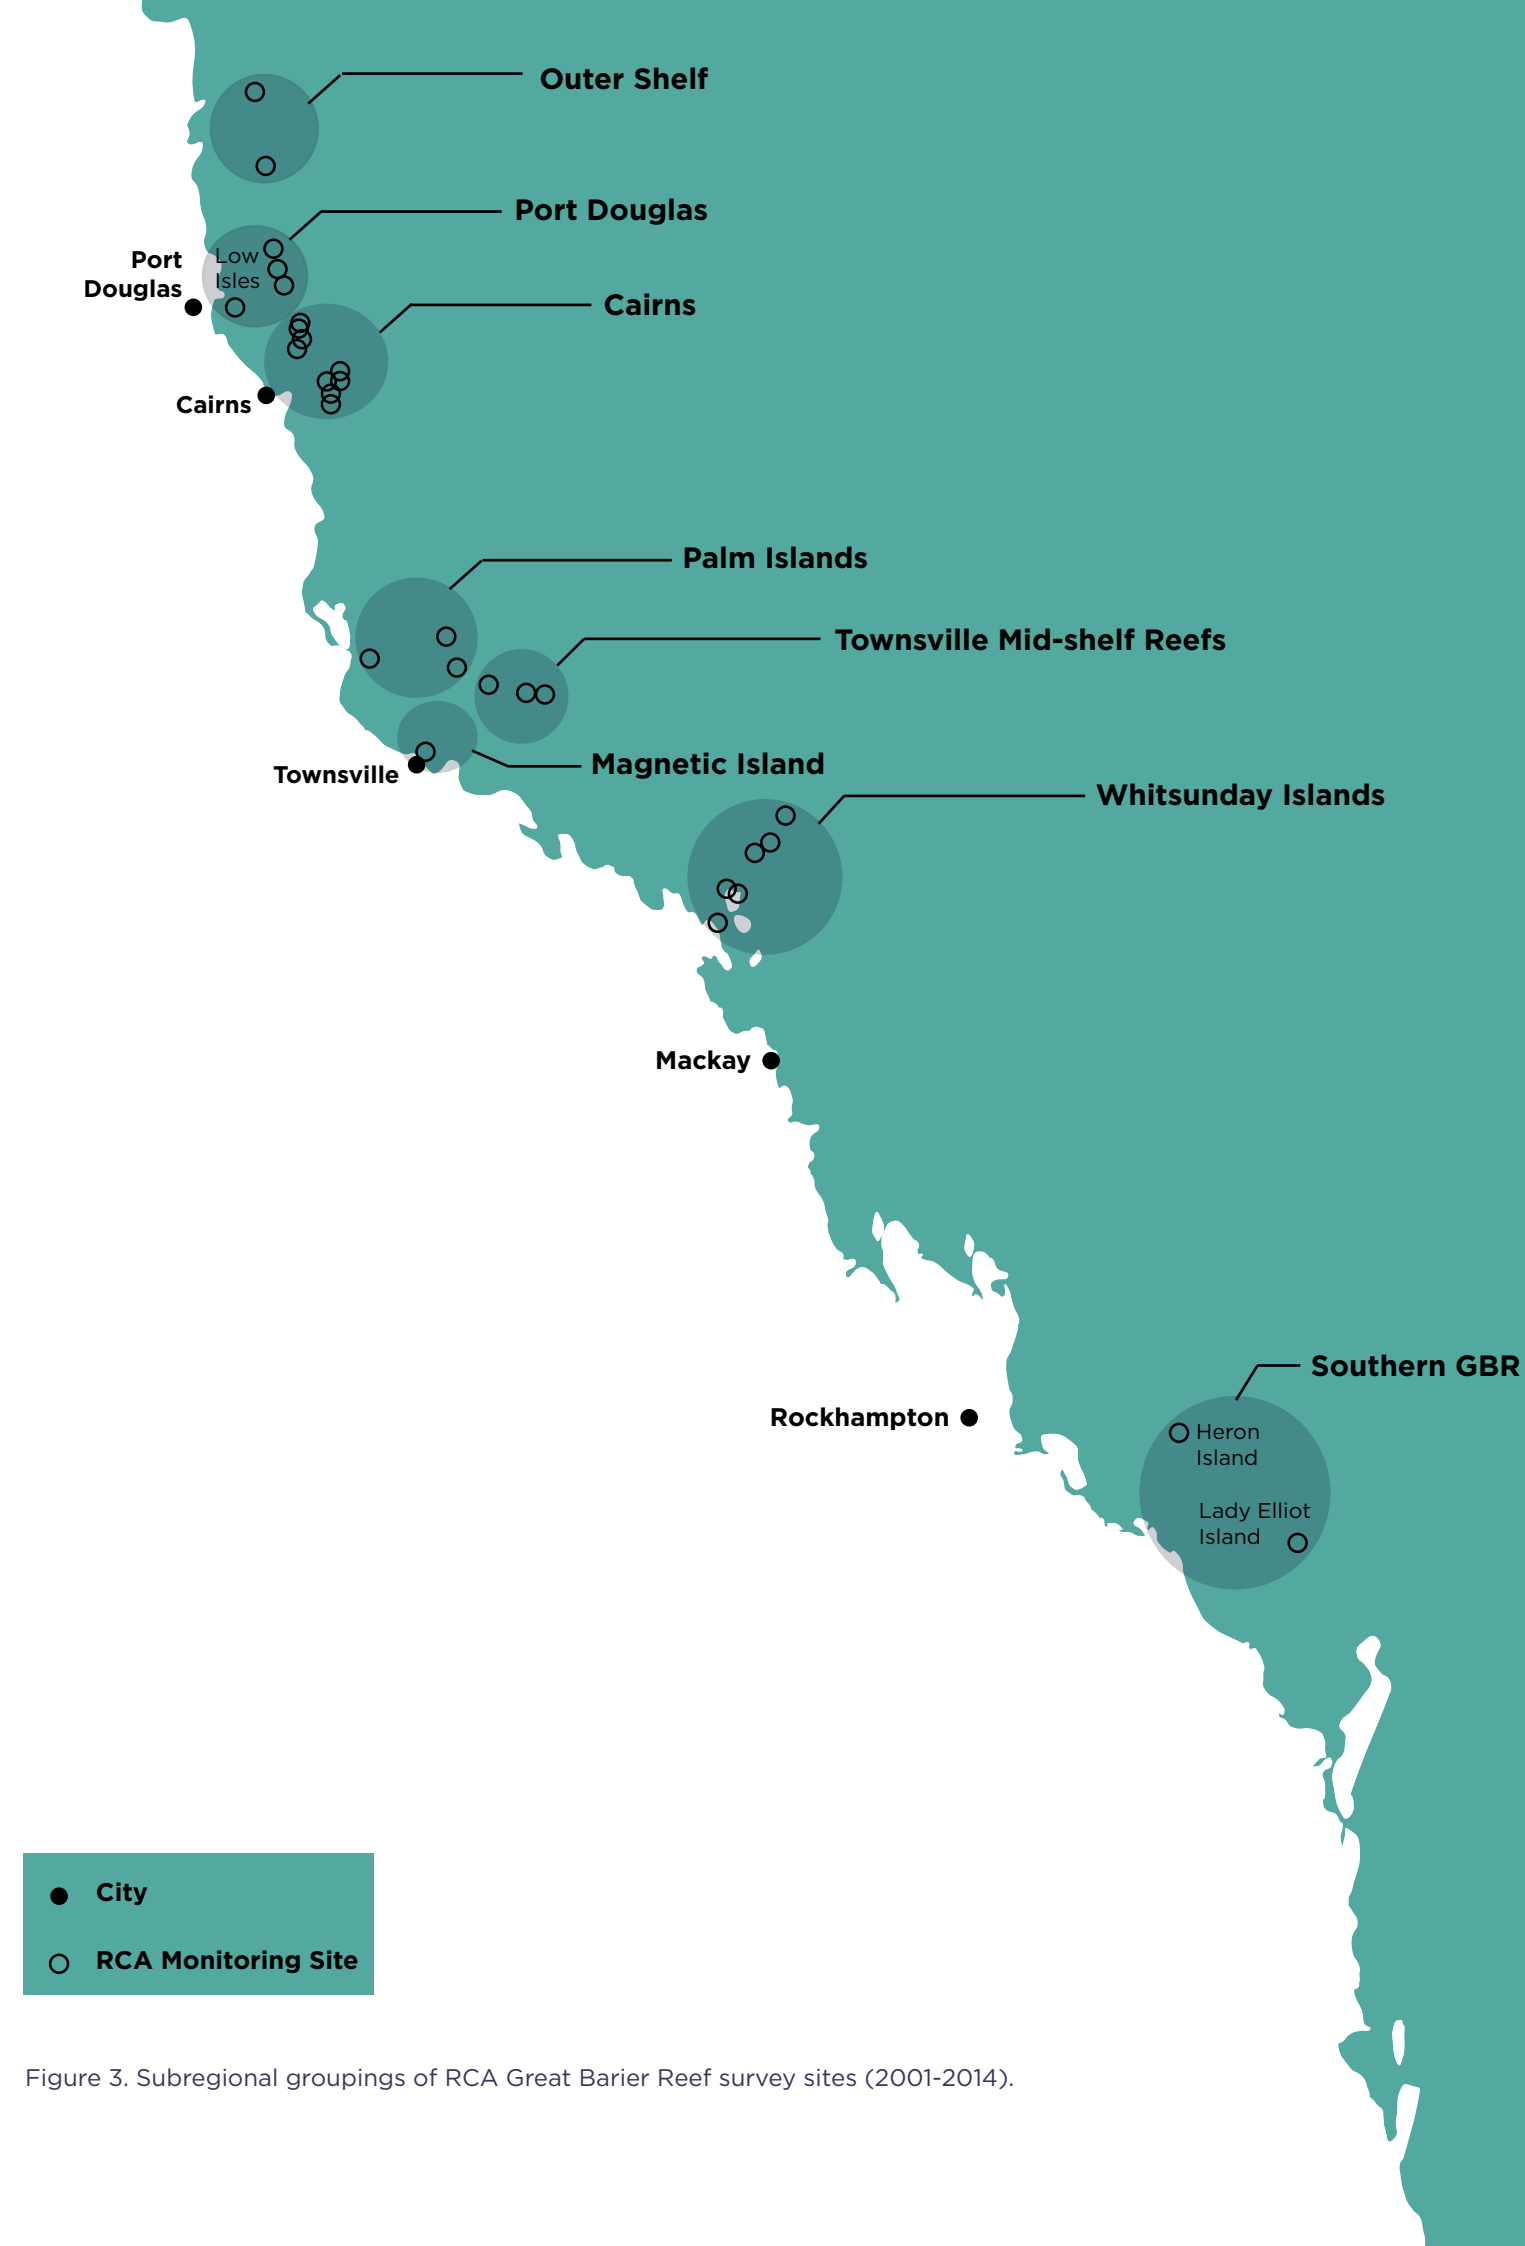 Outer Shelf
Port Douglas
Port
Douglas
Low
Isles
Cairns
Cairns
Palm Islands
Townsville Mid-shelf Reefs
Magnetic Island
Townsville
Whitsunday Islands
Mackay
Southern GBR
Rockhampton
Heron
Island
Lady Elliot
Island
City
RCA Monitoring Site
Figure 3. Subregional groupings of RCA Great Barier Reef survey sites (2001-2014).